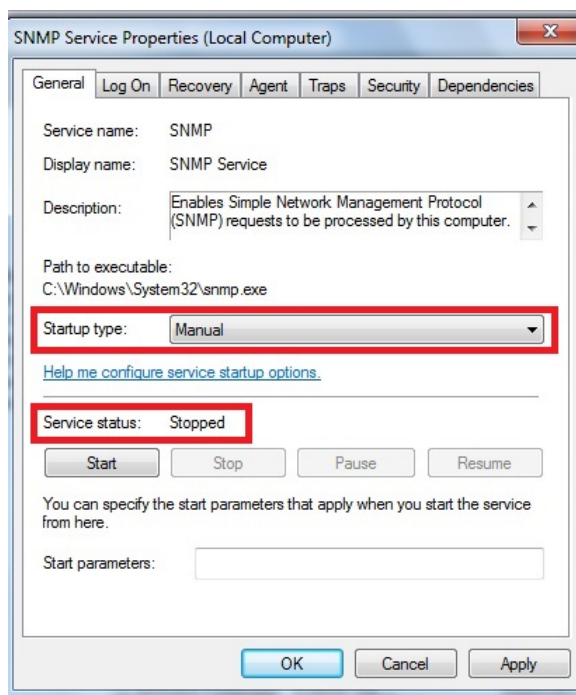 SNMP Service Properties (Local Computer)
General Log On Recovery Agent Traps Security Dependencies
Service name: SNMP
Display name: SNMP Service
Description: Enables Simple Network Management Protocol
(SNMP) requests to be processed by this computer.
Path to executable:
C:\Windows\System32\snmp.exe
Startup type: Manual
Help me configure service startup options.
Service status: Stopped
Start Stop Pause Resume
You can specify the start parameters that apply when you start the service
from here.
Start parameters:
OK Cancel Apply